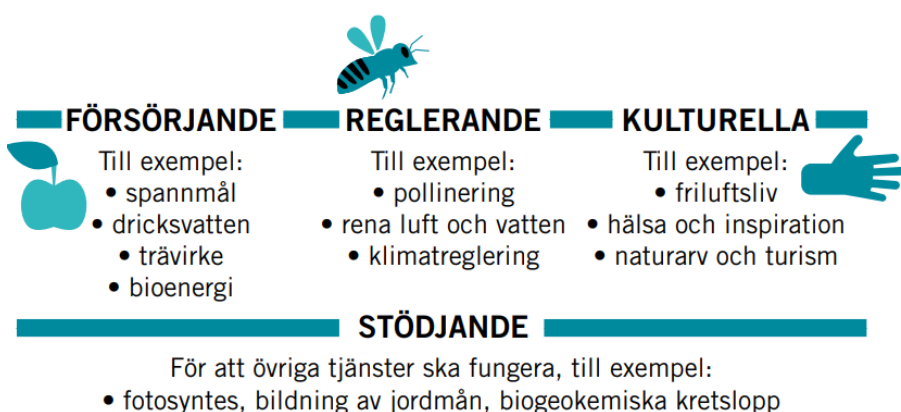 FÖRSÖRJANDE
Till exempel:
• spannmål
• dricksvatten
• trävirke
• bioenergi
REGLERANDE
Till exempel:
• pollinering
• rena luft och vatten
• klimatreglering
KULTURELLA
Till exempel:
• friluftsliv
• hälsa och inspiration
• naturarv och turism
STÖDJANDE
För att övriga tjänster ska fungera, till exempel:
• fotosyntes, bildning av jordmån, biogeokemiska kretslopp